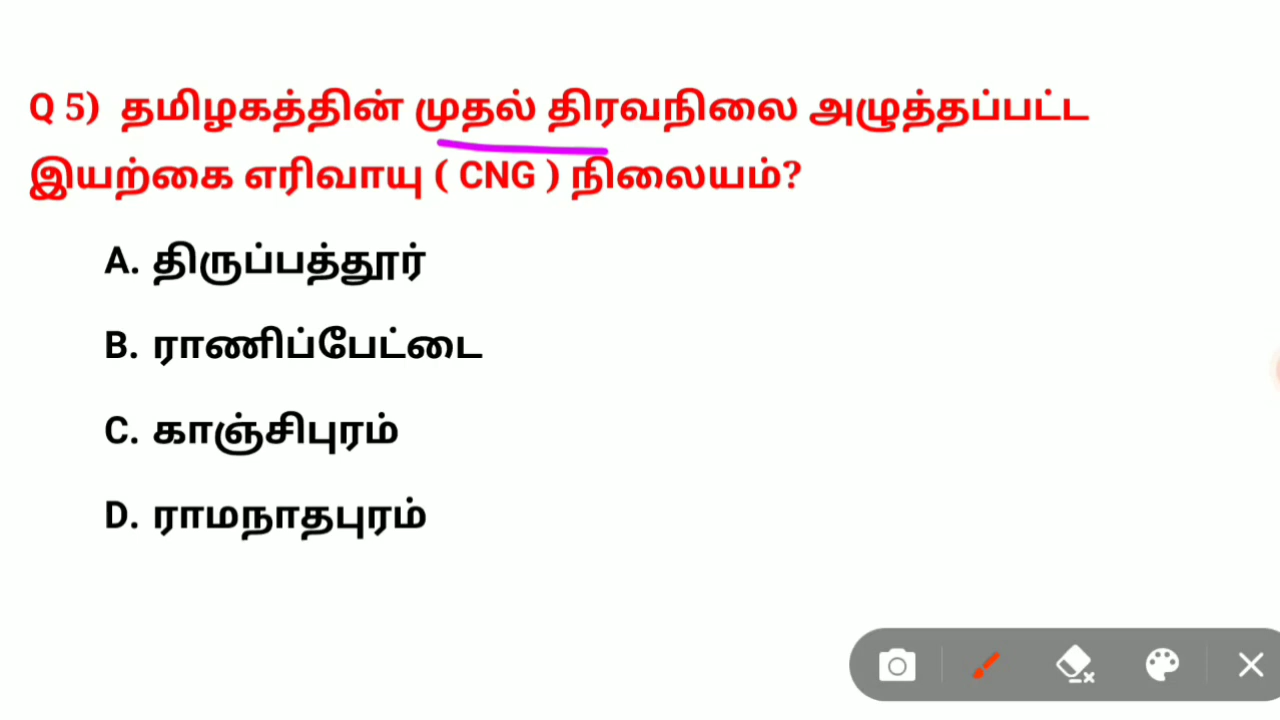 Q 5) தமிழகத்தின் முதல் திரவநிலை அழுத்தப்பட்ட
இயற்கை எரிவாயு ( CNG ) நிலையம்?
A. திருப்பத்தூர்
B. ராணிப்பேட்டை
C. காஞ்சிபுரம்
D. ராமநாதபுரம்